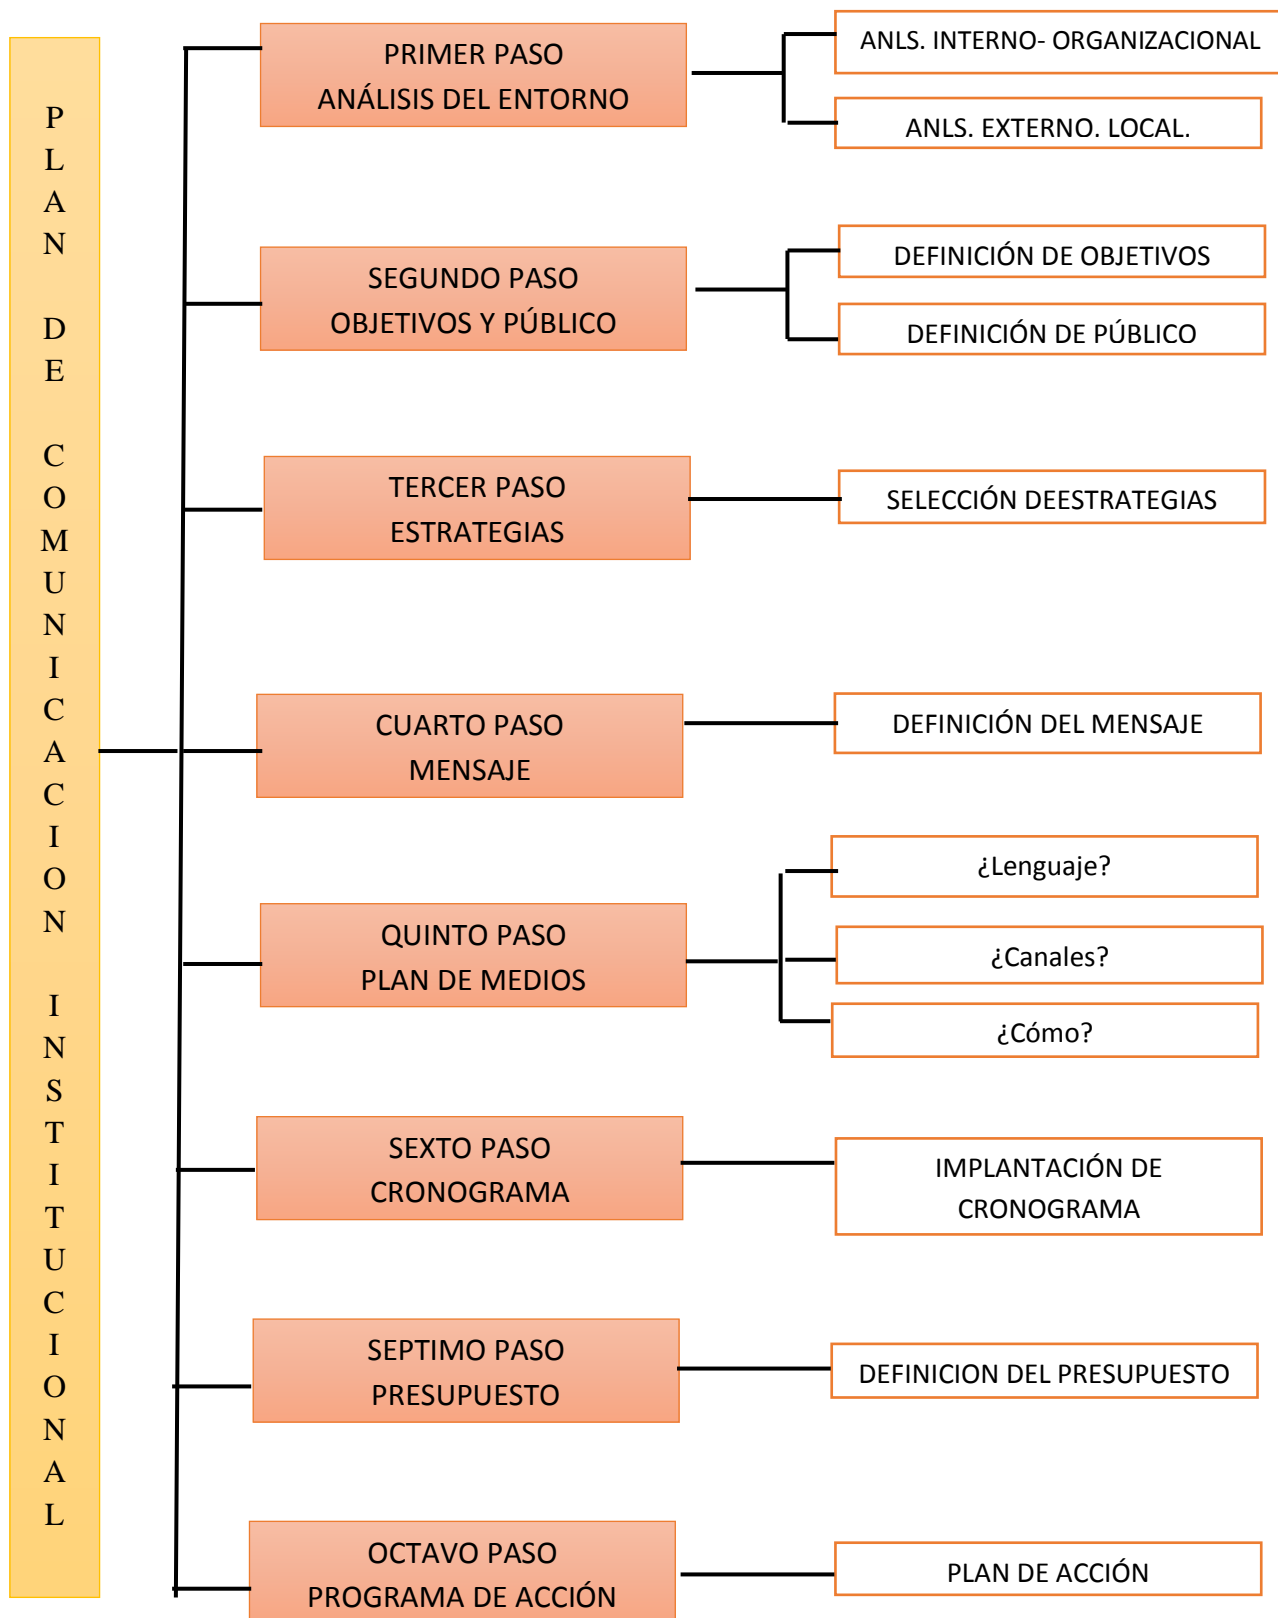 PLAN DE COMUNICACION INSTITUCIONAL
PRIMER PASO
ANÁLISIS DEL ENTORNO
ANLS. INTERNO- ORGANIZACIONAL
ANLS. EXTERNO. LOCAL.
SEGUNDO PASO
OBJETIVOS Y PÚBLICO
DEFINICIÓN DE OBJETIVOS
DEFINICIÓN DE PÚBLICO
TERCER PASO
ESTRATEGIAS
SELECCIÓN DEESTRATEGIAS
CUARTO PASO
MENSAJE
DEFINICIÓN DEL MENSAJE
QUINTO PASO
PLAN DE MEDIOS
¿Lenguaje?
¿Canales?
¿Cómo?
SEXTO PASO
CRONOGRAMA
IMPLANTACIÓN DE
CRONOGRAMA
SEPTIMO PASO
PRESUPUESTO
DEFINICION DEL PRESUPUESTO
OCTAVO PASO
PROGRAMA DE ACCIÓN
PLAN DE ACCIÓN